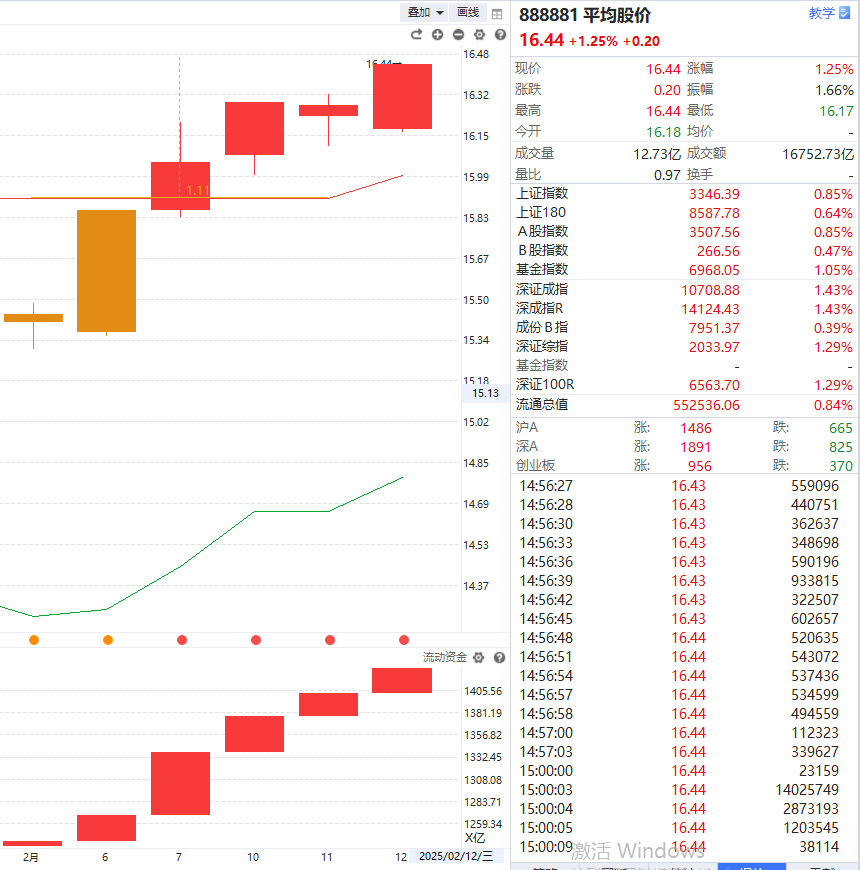 叠加 画线
888881 平均股价 教学
16.44 +1.25% +0.20
现价 16.44 涨幅 1.25%
涨跌 0.20 振幅 1.66%
最高 16.44 最低 16.17
今开 16.18 均价 -
成交量 12.73亿 成交额 16752.73亿
量比 0.97 换手 -
上证指数 3346.39 0.85%
上证180 8587.78 0.64%
A股指数 3507.56 0.85%
B股指数 266.56 0.47%
基金指数 6968.05 1.05%
深证成指 10708.88 1.43%
深成指R 14124.43 1.43%
成份B指 7951.37 0.39%
深证综指 2033.97 1.29%
基金指数 - -
深证100R 6563.70 1.29%
流通总值 552536.06 0.84%
沪A 涨: 1486 跌: 665
深A 涨: 1891 跌: 825
创业板 涨: 956 跌: 370
14:56:27 16.43 559096
14:56:28 16.43 440751
14:56:30 16.43 362637
14:56:33 16.43 348698
14:56:36 16.43 590196
14:56:39 16.43 933815
14:56:42 16.43 322507
14:56:45 16.43 602657
14:56:48 16.44 520635
14:56:51 16.44 543072
14:56:54 16.44 537436
14:56:57 16.44 534599
14:56:58 16.44 494559
14:57:00 16.44 112323
14:57:03 16.44 339627
15:00:00 16.44 23159
15:00:03 16.44 14025749
15:00:04 16.44 2873193
15:00:05 16.44 1203545
15:00:09 16.44 38114
激活 Windows
16.44
1.11
16.48
16.32
16.15
15.99
15.83
15.67
15.50
15.34
15.18
15.13
15.02
14.85
14.69
14.53
14.37
流动资金
1405.56
1381.19
1356.82
1332.45
1308.08
1283.71
1259.34
X亿
2月 6 7 10 11 12 2025/02/12/三